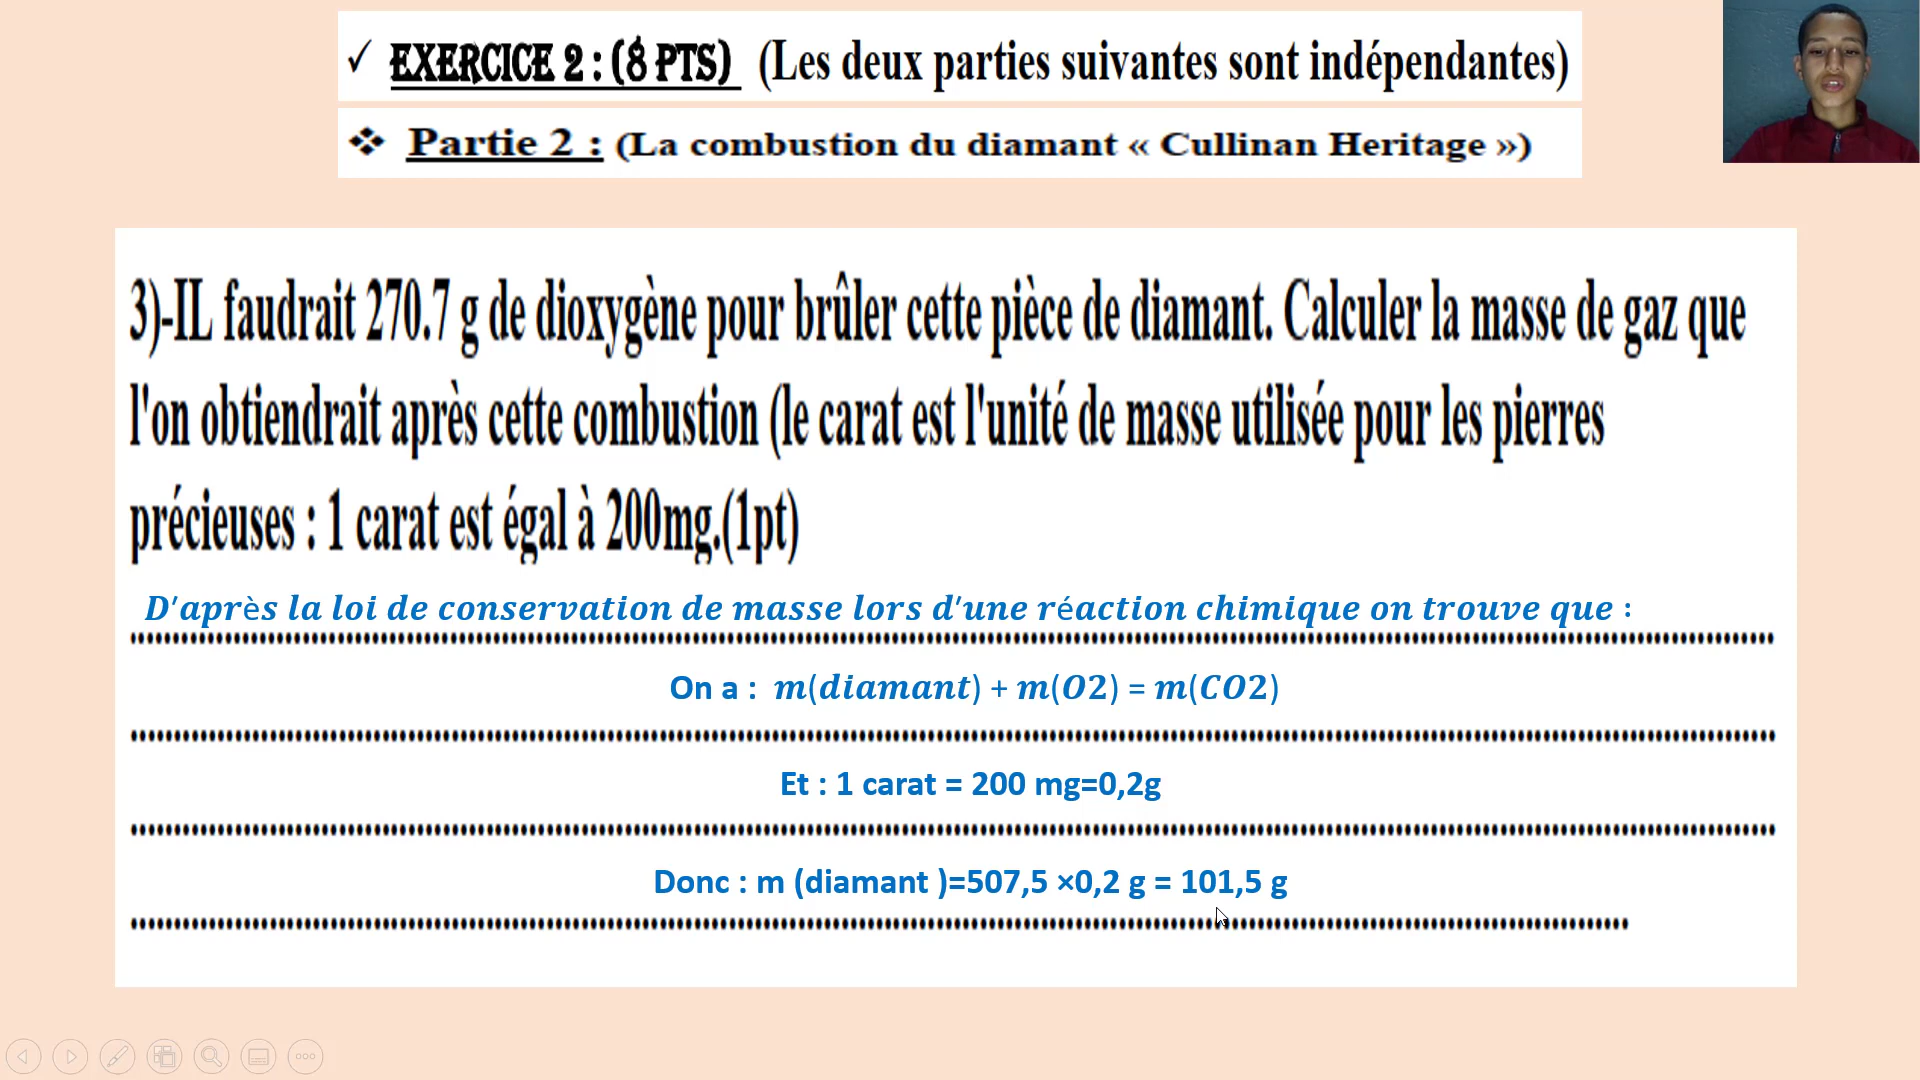 ✓ EXERCICE 2 : (8 PTS) (Les deux parties suivantes sont indépendantes)
❖ Partie 2 : (La combustion du diamant « Cullinan Heritage »)
3)-IL faudrait 270.7 g de dioxygène pour brûler cette pièce de diamant. Calculer la masse de gaz que
l'on obtiendrait après cette combustion (le carat est l'unité de masse utilisée pour les pierres
précieuses : 1 carat est égal à 200mg.(1pt)
D'après la loi de conservation de masse lors d'une réaction chimique on trouve que :
On a : m(diamant) + m(O2) = m(CO2)
Et : 1 carat = 200 mg=0,2g
Donc : m (diamant )=507,5 ×0,2 g = 101,5 g